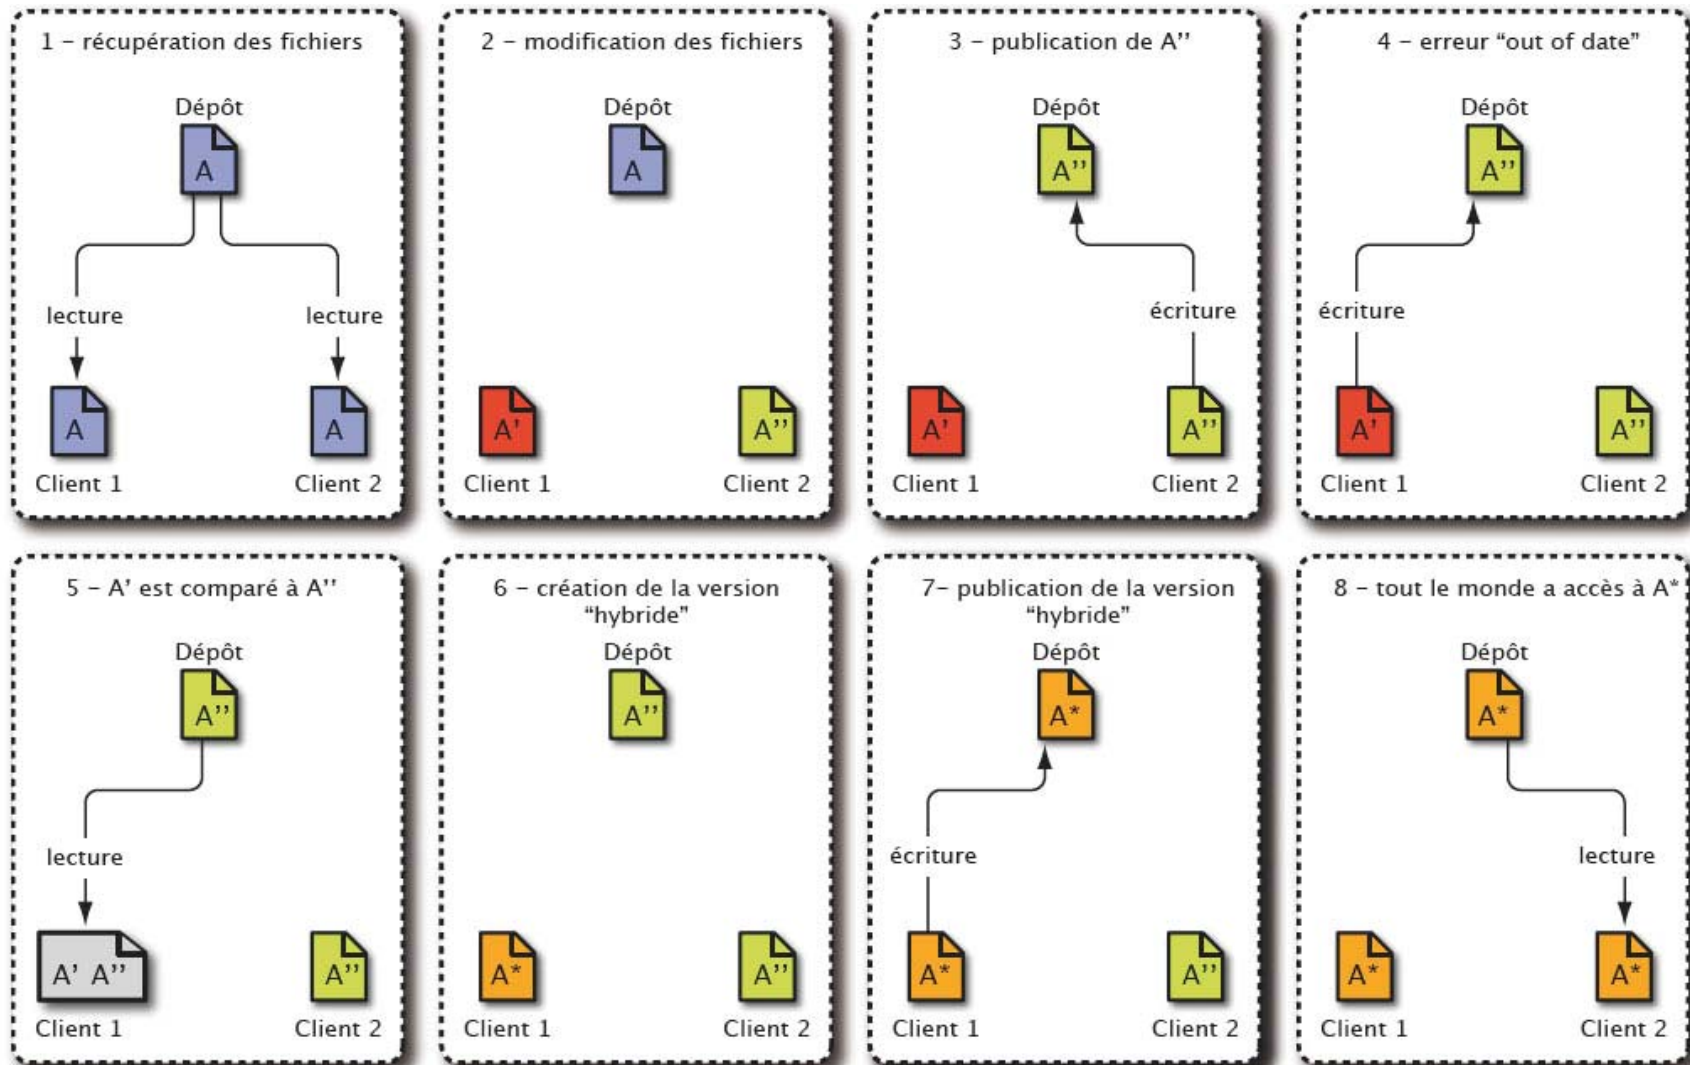 1 – récupération des fichiers
Dépôt
A
lecture
lecture
A
A
Client 1
Client 2
2 – modification des fichiers
Dépôt
A
A'
A''
Client 1
Client 2
3 – publication de A''
Dépôt
A''
écriture
A'
A''
Client 1
Client 2
4 – erreur “out of date”
Dépôt
A''
écriture
A'
A''
Client 1
Client 2
5 – A' est comparé à A''
Dépôt
A''
lecture
A' A''
A''
Client 1
Client 2
6 – création de la version
“hybride”
Dépôt
A''
A*
A''
Client 1
Client 2
7– publication de la version
“hybride”
Dépôt
A*
écriture
A*
A''
Client 1
Client 2
8 – tout le monde a accès à A*
Dépôt
A*
lecture
A*
A*
Client 1
Client 2